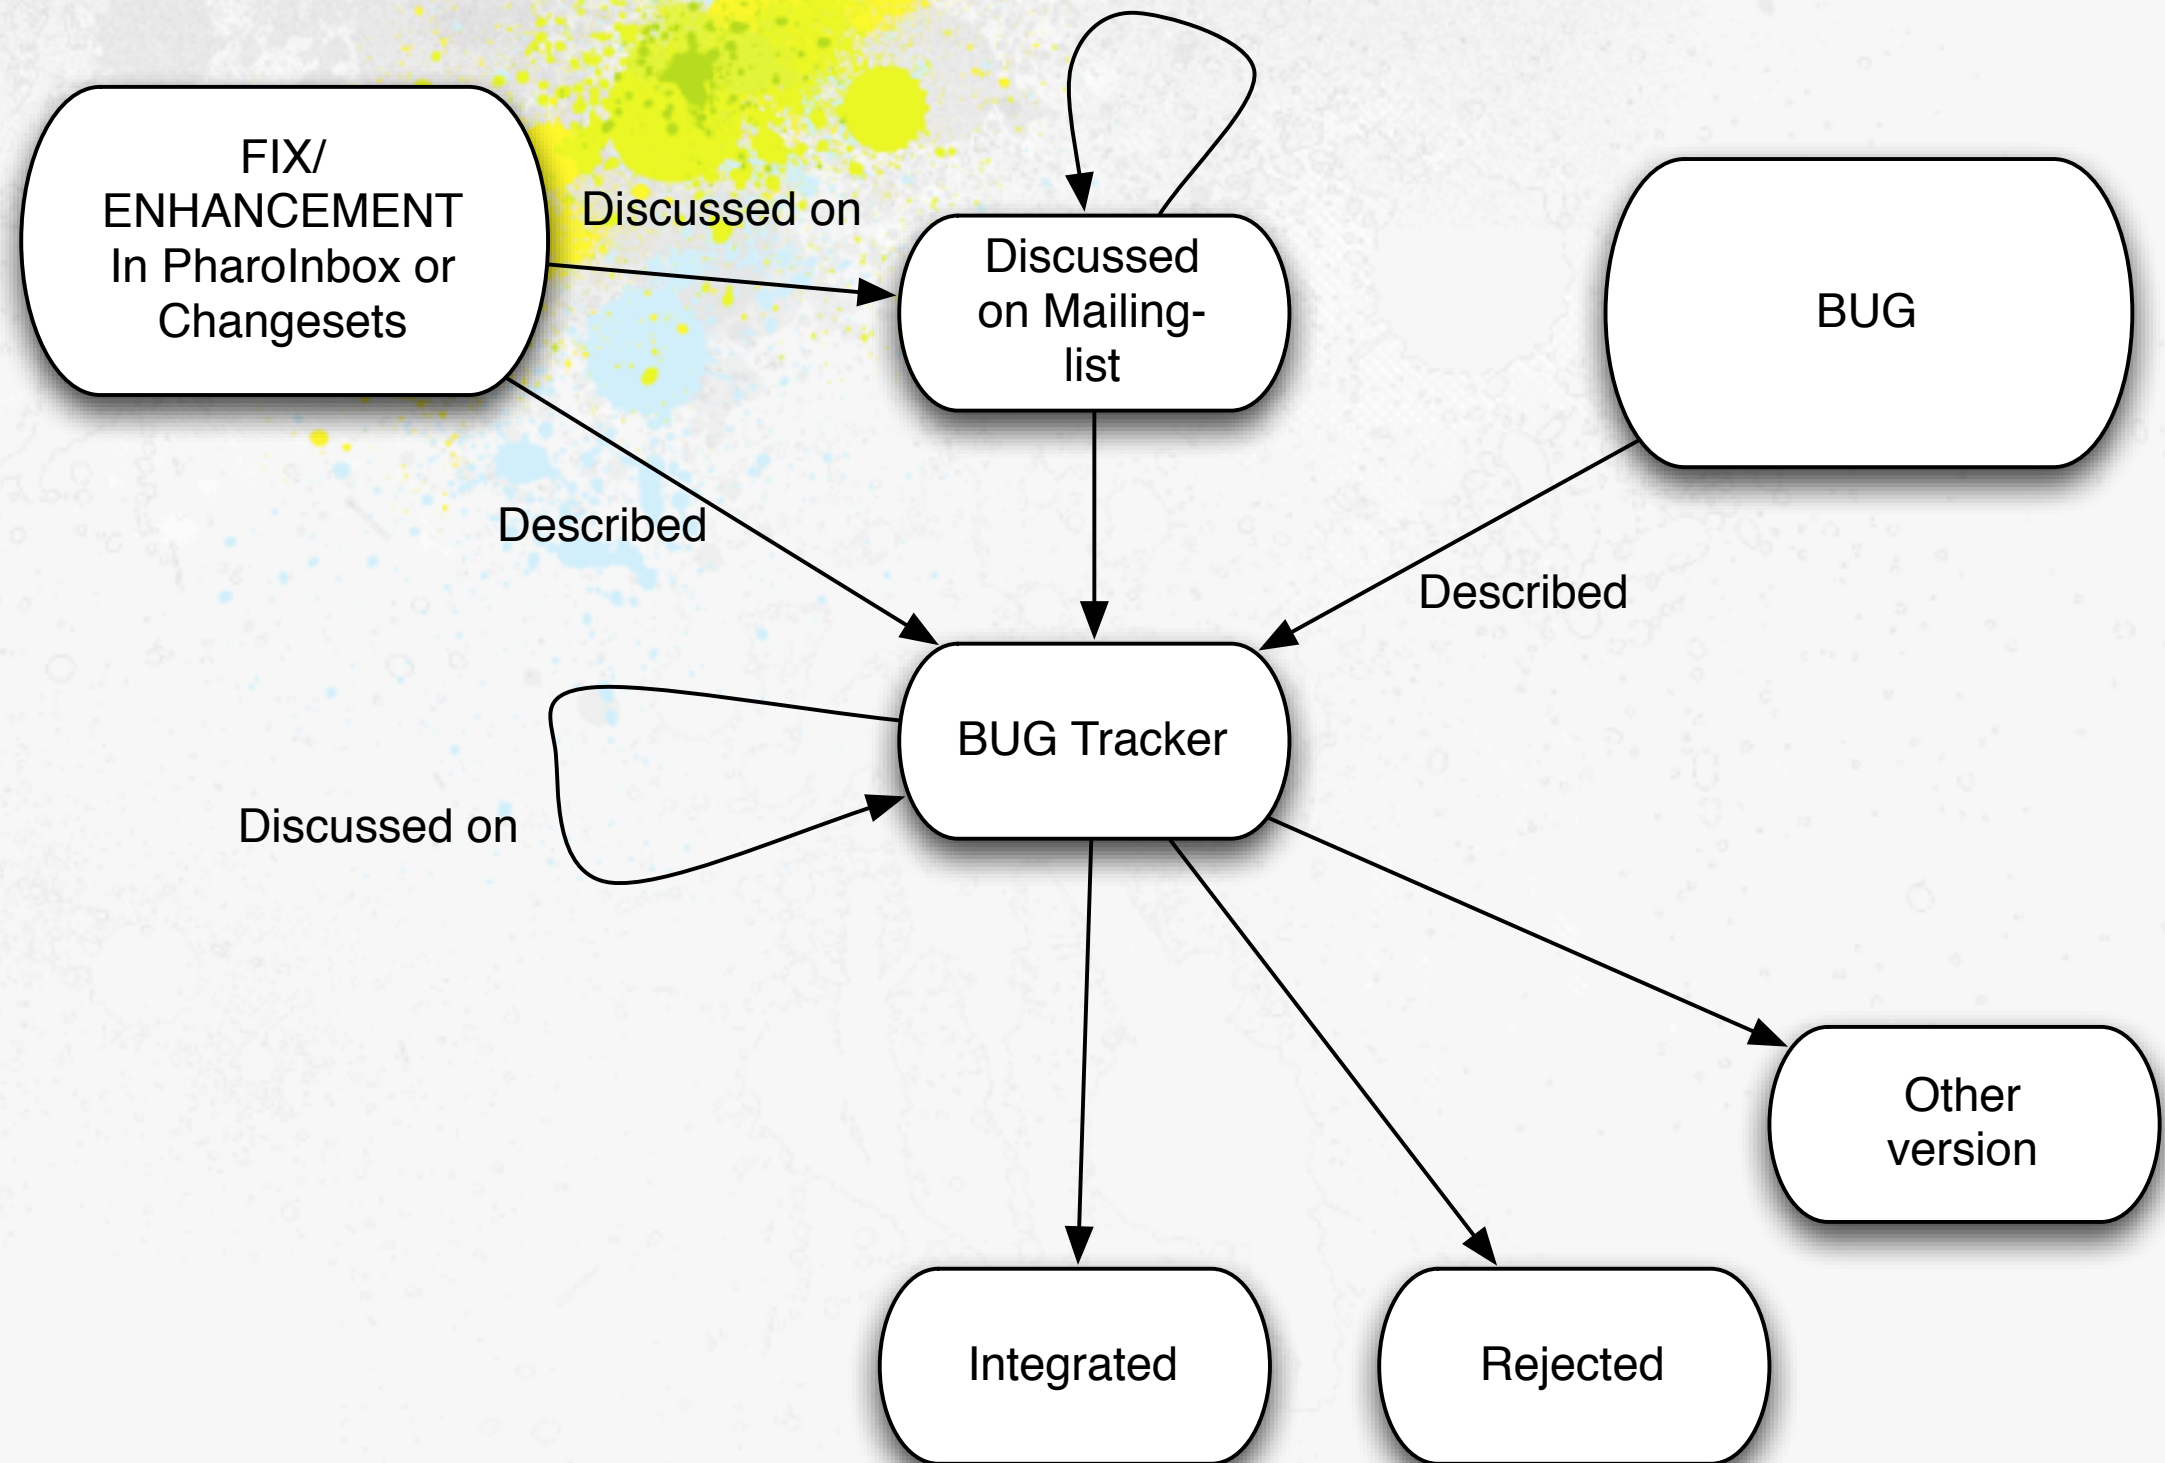 FIX/
ENHANCEMENT
In PharoInbox or
Changesets
Discussed on
Discussed
on Mailing-
list
BUG
Described
Described
BUG Tracker
Discussed on
Other
version
Integrated
Rejected